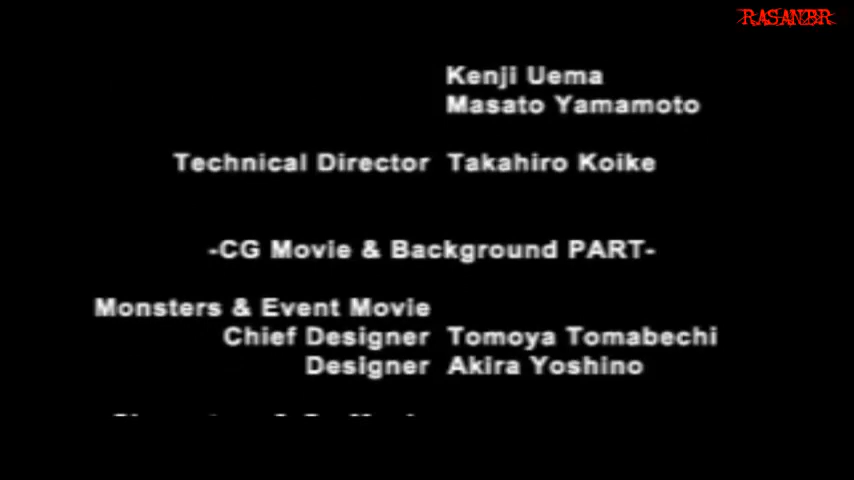 RASANBR
Kenji Uema
Masato Yamamoto
Technical Director Takahiro Koike
-CG Movie & Background PART-
Monsters & Event Movie
Chief Designer Tomoya Tomabechi
Designer Akira Yoshino